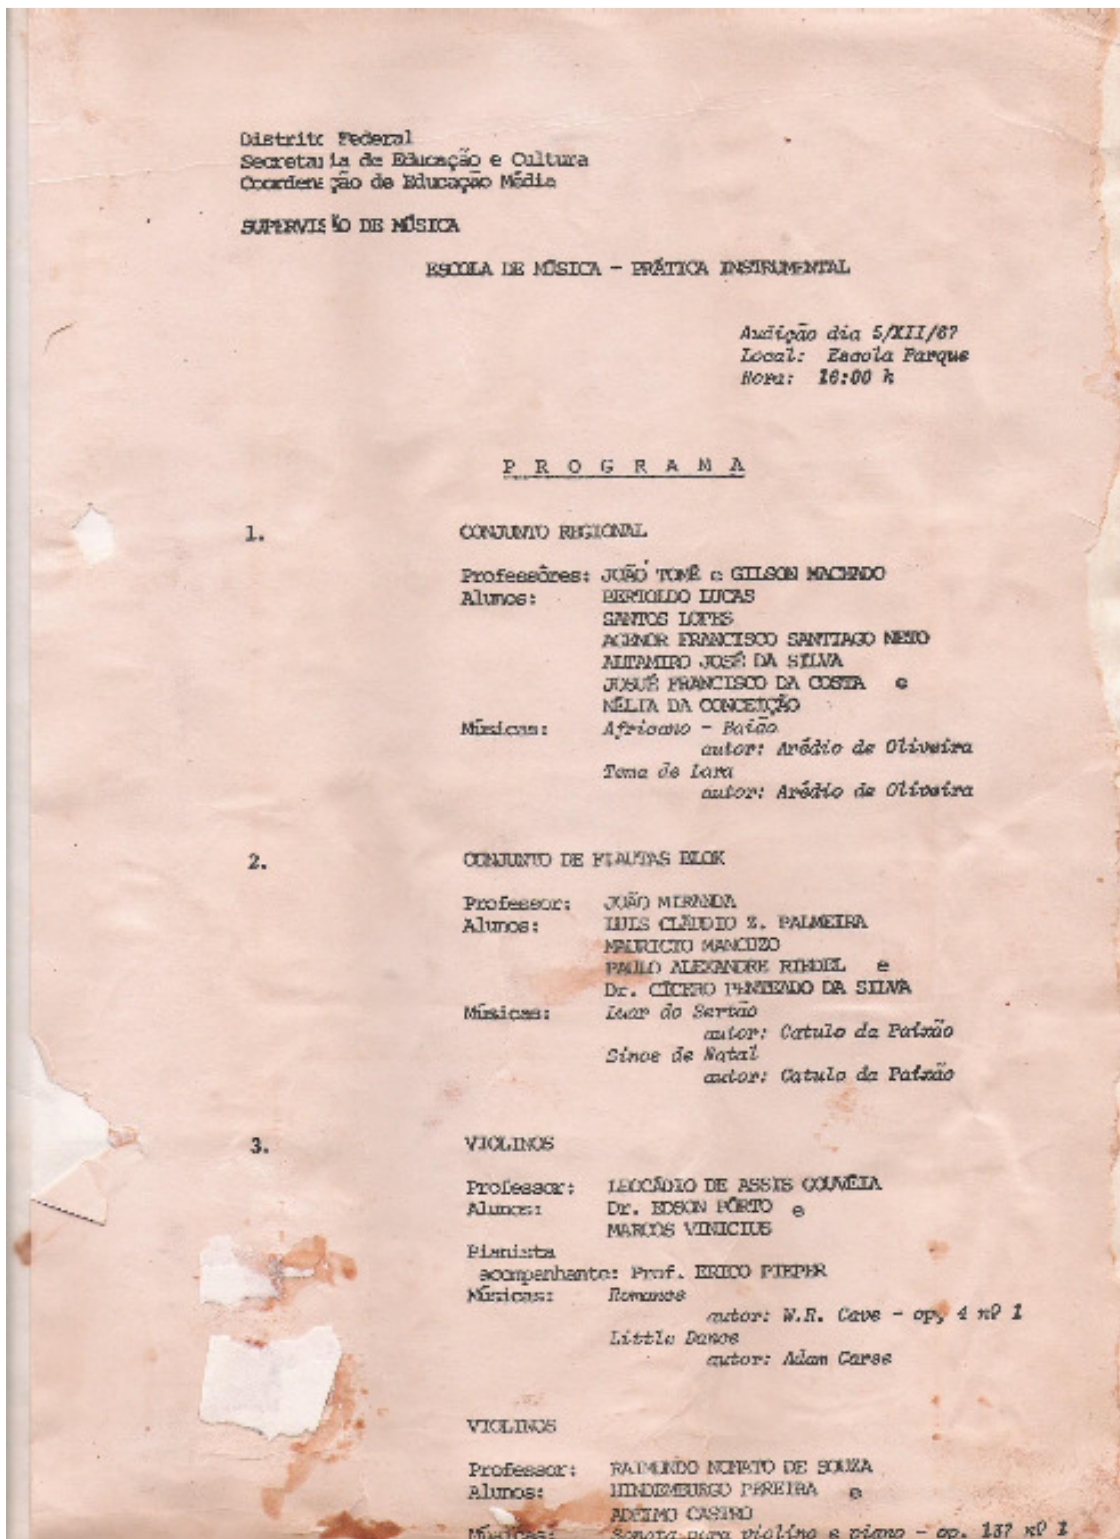 Distrito Federal
Secretaria de Educação e Cultura
Coordenação de Educação Média
SUPERVISÃO DE MÚSICA
ESCOLA DE MÚSICA - PRÁTICA INSTRUMENTAL
Audição dia 5/XII/67
Local: Escola Parque
Hora: 16:00 h
P R O G R A M A
1. CONJUNTO REGIONAL
Professôres: JOÃO TOMÉ e GILSON MACHADO
Alunos: BERTOLDO LUCAS
SANTOS LOPES
AGENOR FRANCISCO SANTIAGO NETO
ALTAMIRO JOSÉ DA SILVA
JOSUÉ FRANCISCO DA COSTA e
NÉLIA DA CONCEIÇÃO
Músicas: Africano - Baião
autor: Arédio de Oliveira
Tema de Lara
autor: Arédio de Oliveira
2. CONJUNTO DE FLAUTAS BLOK
Professor: JOÃO MIRANDA
Alunos: LUIS CLÁUDIO Z. PALMEIRA
MAURICIO MANCUZO
PAULO ALEXANDRE RIEDEL e
Dr. CÍCERO PENTEADO DA SILVA
Músicas: Luar do Sertão
autor: Catulo da Paixão
Sinos de Natal
autor: Catulo da Paixão
3. VIOLINOS
Professor: LEOCÁDIO DE ASSIS GOUVÊIA
Alunos: Dr. EDSON PÔRTO e
MARCOS VINICIUS
Pianista
acompanhante: Prof. ERICO PIEPER
Músicas: Romance
autor: W.R. Cave - op, 4 nº 1
Little Dance
autor: Adam Carse
VIOLINOS
Professor: RAIMUNDO NONATO DE SOUZA
Alunos: HINDEMBURGO PEREIRA e
CASTRO
Músicas: Sonata para violino e piano - op. 137 nº 1